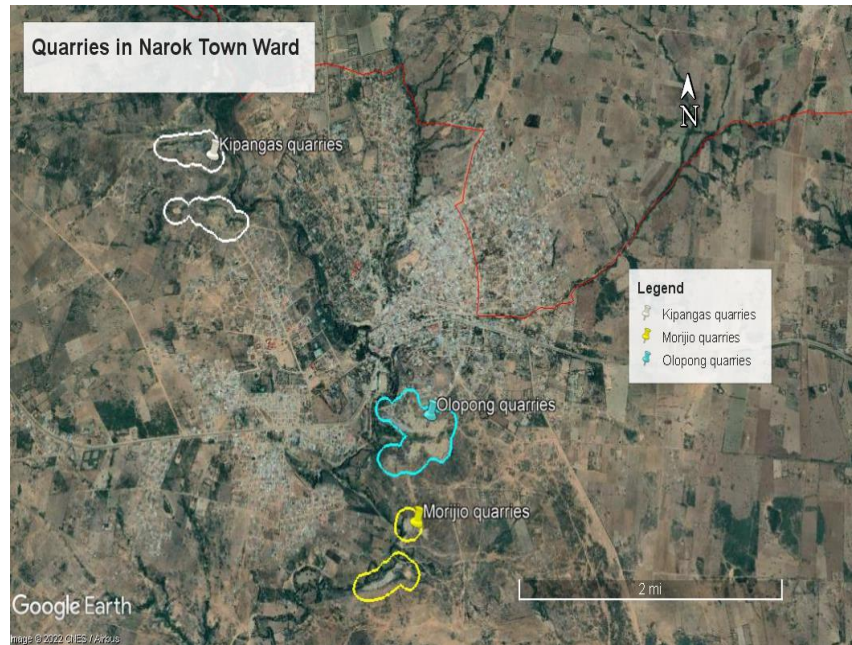 Quarries in Narok Town Ward
N
Kipangas quarries
Legend
Kipangas quarries
Morijio quarries
Olopong quarries
Olopong quarries
Morijio quarries
2 mi
Google Earth
Image © 2022 CNES / Airbus